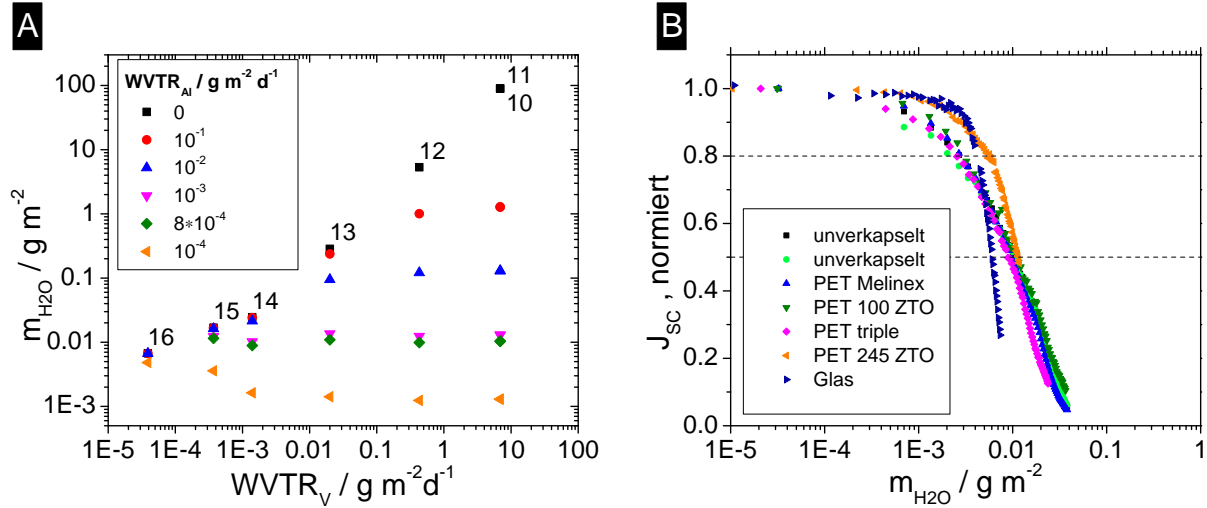 A
WVTR_Al / g m^-2 d^-1
0
10^-1
10^-2
10^-3
8*10^-4
10^-4
11
10
12
13
14
15
16
100
10
1
0.1
0.01
1E-3
m_H2O / g m^-2
1E-5 1E-4 1E-3 0.01 0.1 1 10 100
WVTR_V / g m^-2d^-1
B
1.0
0.8
0.6
0.4
0.2
0.0
J_SC , normiert
unverkapselt
unverkapselt
PET Melinex
PET 100 ZTO
PET triple
PET 245 ZTO
Glas
1E-5 1E-4 1E-3 0.01 0.1 1
m_H2O / g m^-2